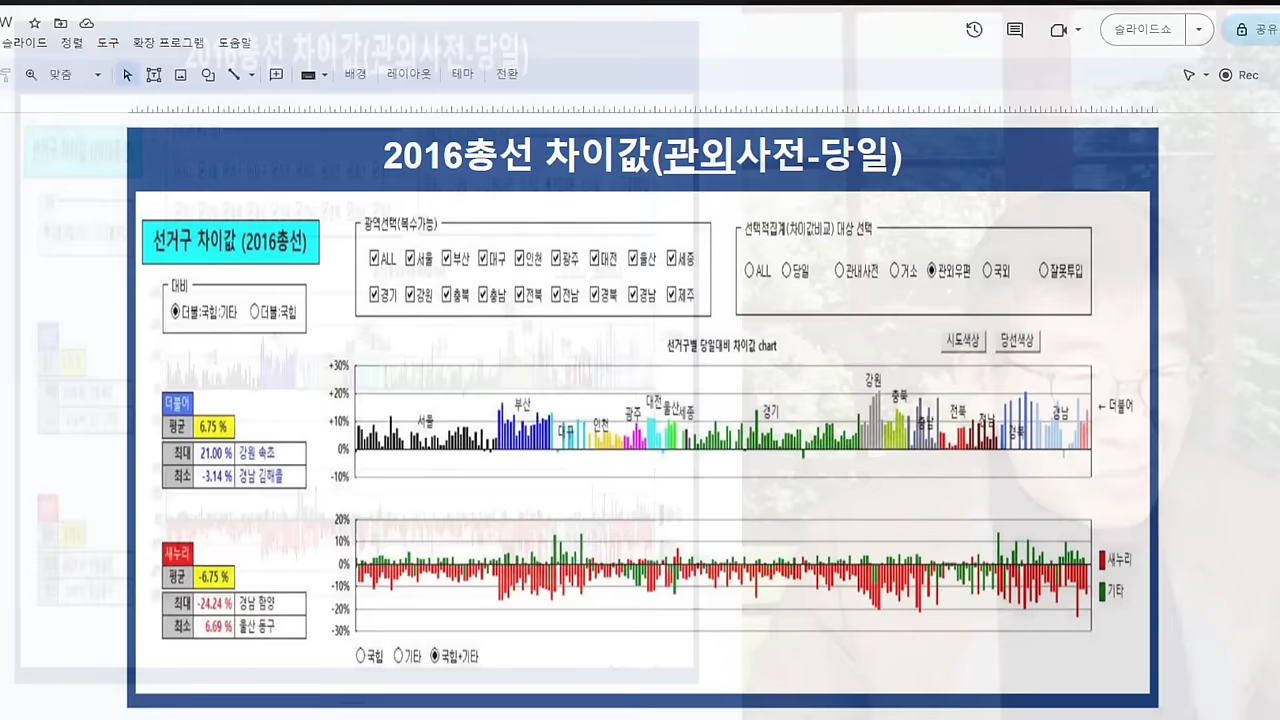 W
슬라이드 정렬 도구 확장 프로그램 도움말
슬라이드쇼
공유
맞춤
배경 레이아웃 테마 전환
Rec
2016총선 차이값(관외사전-당일)
선거구 차이값 (2016총선)
광역선택(복수가능)
ALL 서울 부산 대구 인천 광주 대전 울산 세종
경기 강원 충북 충남 전북 전남 경북 경남 제주
선택적집계(차이값비교) 대상 선택
ALL 당일 관내사전 거소 관외우편 국외 잘못투입
대비
더불:국힘:기타 더불:국힘
선거구별 당일대비 차이값 chart
시도색상 당선색상
더불어
평균 6.75 %
최대 21.00 % 강원 속초
최소 -3.14 % 경남 김해을
+30%
+20%
+10%
0%
-10%
서울 부산 대구 인천 광주 대전 울산 세종 경기 강원 충북 충남 전북 전남 경북 경남
← 더불어
새누리
평균 -6.75 %
최대 -24.24 % 경남 함양
최소 6.69 % 울산 동구
20%
10%
0%
-10%
-20%
-30%
새누리
기타
국힘 기타 국힘+기타